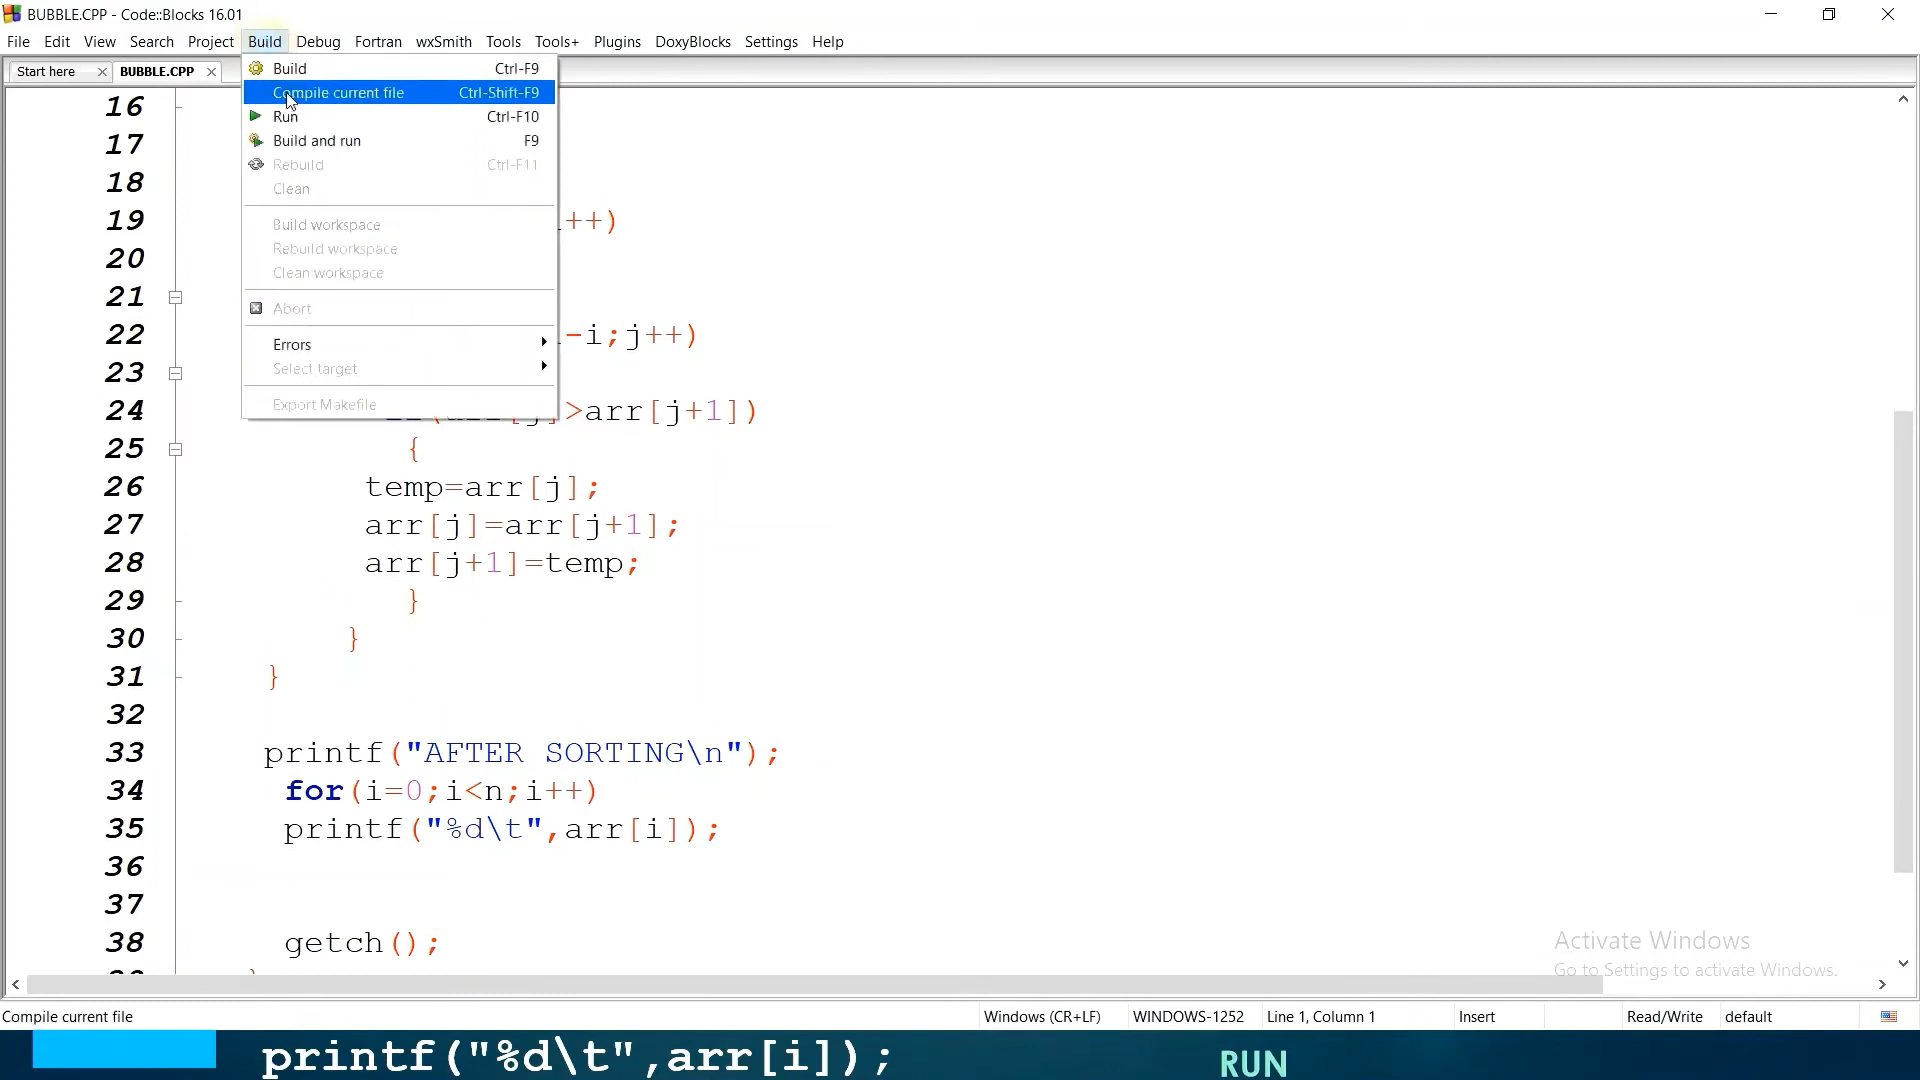 BUBBLE.CPP - Code::Blocks 16.01
File Edit View Search Project Build Debug Fortran wxSmith Tools Tools+ Plugins DoxyBlocks Settings Help
Start here BUBBLE.CPP
Build Ctrl-F9
Compile current file Ctrl-Shift-F9
Run Ctrl-F10
Build and run F9
Rebuild Ctrl-F11
Clean
Build workspace
Rebuild workspace
Clean workspace
Abort
Errors
Select target
Export Makefile
16
17
18
19 ++)
20
21
22 -i;j++)
23
24 >arr[j+1])
25 {
26 temp=arr[j];
27 arr[j]=arr[j+1];
28 arr[j+1]=temp;
29 }
30 }
31 }
32
33 printf("AFTER SORTING\n");
34 for(i=0;i<n;i++)
35 printf("%d\t",arr[i]);
36
37
38 getch();
Activate Windows
Go to Settings to activate Windows.
Compile current file Windows (CR+LF) WINDOWS-1252 Line 1, Column 1 Insert Read/Write default
printf("%d\t",arr[i]);
RUN